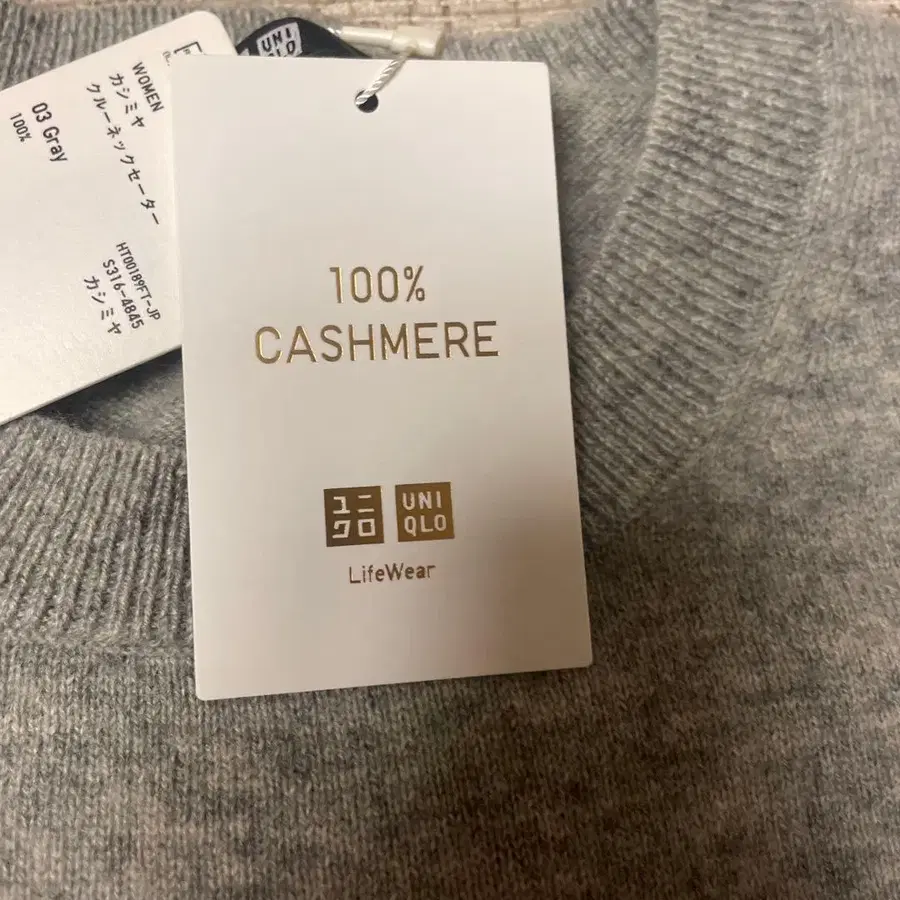 WOMEN
カシミヤ
クルーネックセーター
03 Gray
100%
HT00189FT-JP
S316-4845
カシミヤ
UNI
QLO
100%
CASHMERE
ユニ
クロ
UNI
QLO
LifeWear